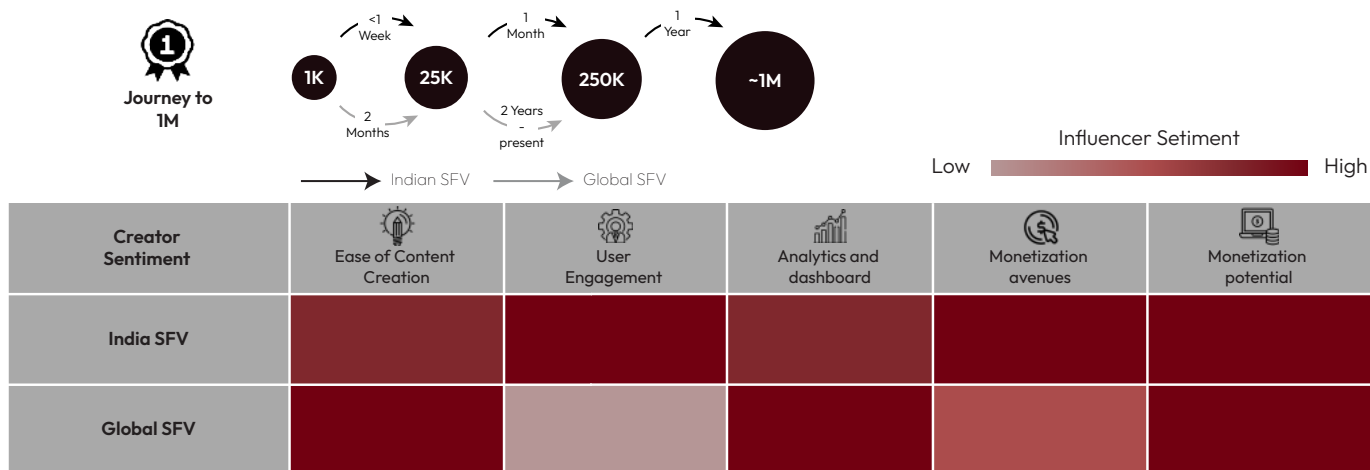 1
Journey to
1M
<1
Week
1
Month
1
Year
1K
25K
250K
~1M
2
Months
2 Years
-
present
Indian SFV
Global SFV
Influencer Setiment
Low
High
Creator
Sentiment
Ease of Content
Creation
User
Engagement
Analytics and
dashboard
Monetization
avenues
Monetization
potential
India SFV
Global SFV